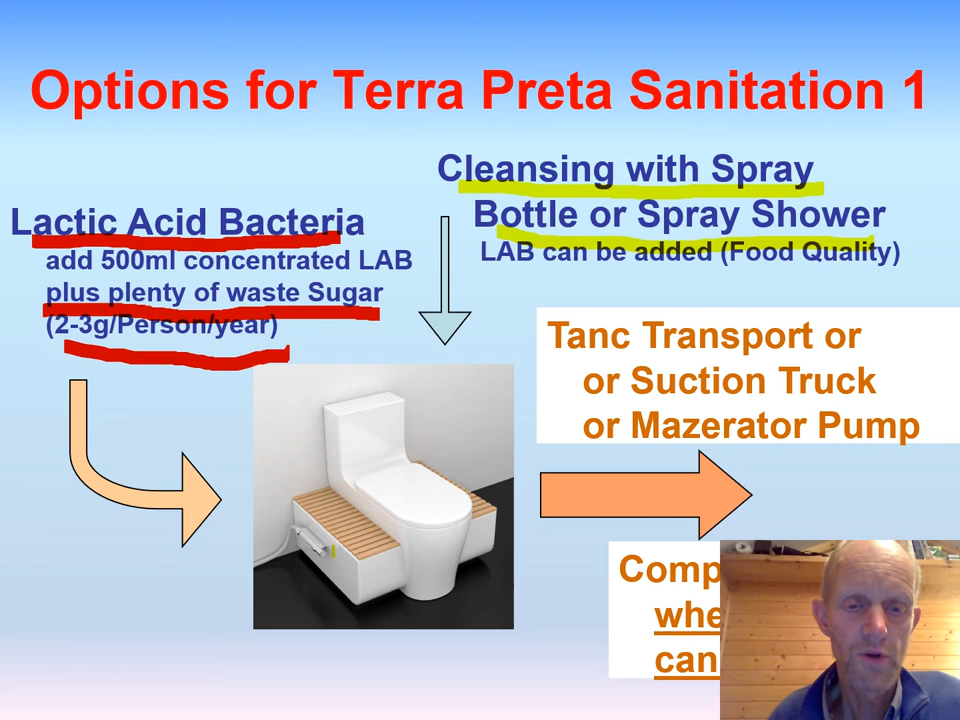 Options for Terra Preta Sanitation 1
Cleansing with Spray
Bottle or Spray Shower
LAB can be added (Food Quality)
Lactic Acid Bacteria
add 500ml concentrated LAB
plus plenty of waste Sugar
(2-3g/Person/year)
Tanc Transport or
or Suction Truck
or Mazerator Pump
Comp
whe
can